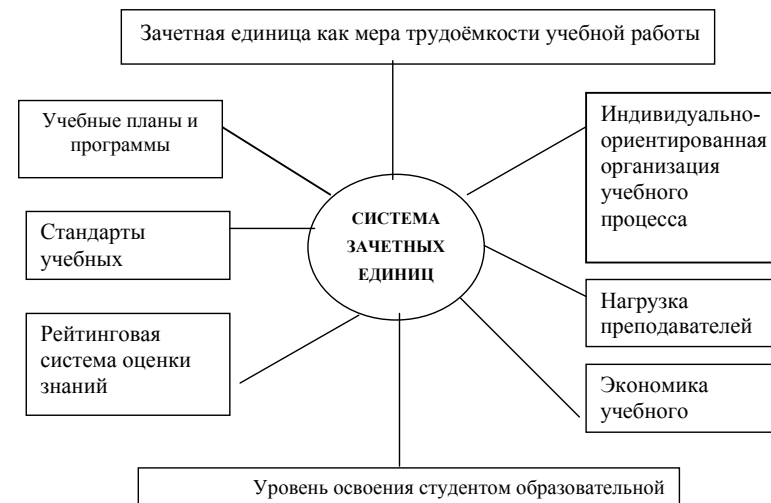 Зачетная единица как мера трудоёмкости учебной работы
Учебные планы и
программы
Индивидуально-
ориентированная
организация
учебного
процесса
СИСТЕМА
ЗАЧЕТНЫХ
ЕДИНИЦ
Стандарты
учебных
Нагрузка
преподавателей
Рейтинговая
система оценки
знаний
Экономика
учебного
Уровень освоения студентом образовательной